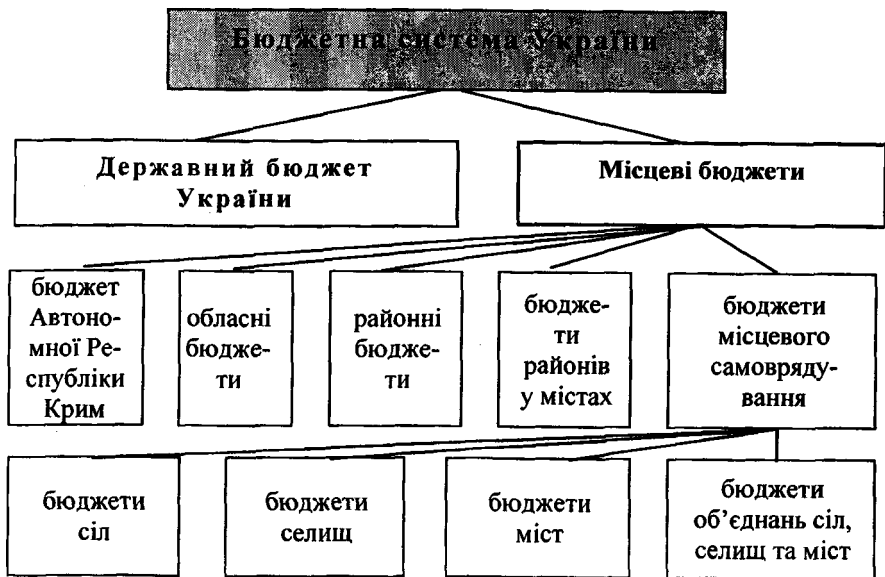 Бюджетна система України
Державний бюджет
України
Місцеві бюджети
бюджет
Автоно-
мної Ре-
спубліки
Крим
обласні
бюдже-
ти
районні
бюдже-
ти
бюдже-
ти
районів
у містах
бюджети
місцевого
самовряду-
вання
бюджети
сіл
бюджети
селищ
бюджети
міст
бюджети
об’єднань сіл,
селищ та міст